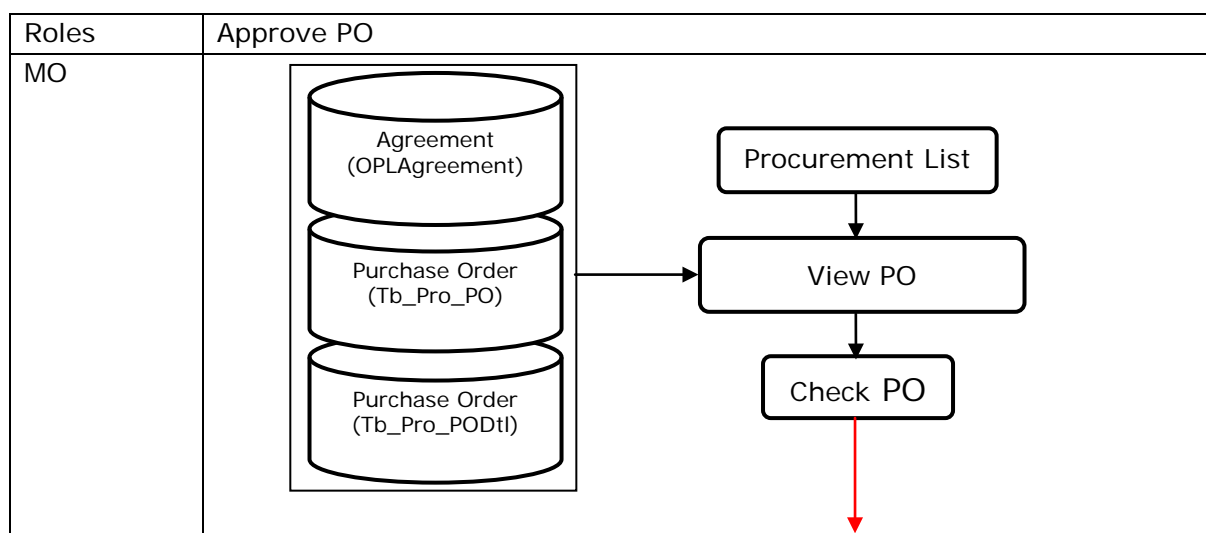 Roles
Approve PO
MO
Agreement
(OPLAgreement)
Procurement List
Purchase Order
(Tb_Pro_PO)
View PO
Purchase Order
(Tb_Pro_PODtl)
Check PO